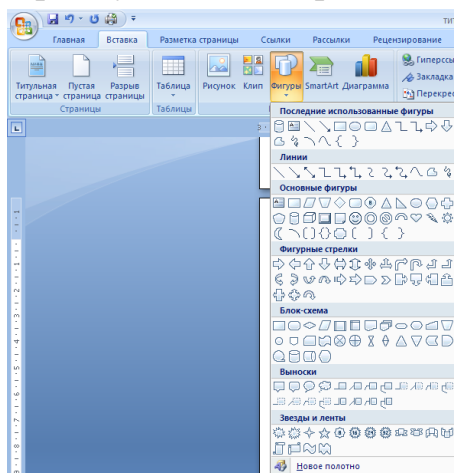 ти
Главная Вставка Разметка страницы Ссылки Рассылки Рецензирование
Титульная страница Пустая страница Разрыв страницы Таблица Рисунок Клип Фигуры SmartArt Диаграмма
Гиперссы
Закладка
Перекрес
Страницы Таблицы
Последние использованные фигуры
Линии
Основные фигуры
Фигурные стрелки
Блок-схема
Выноски
Звезды и ленты
Новое полотно